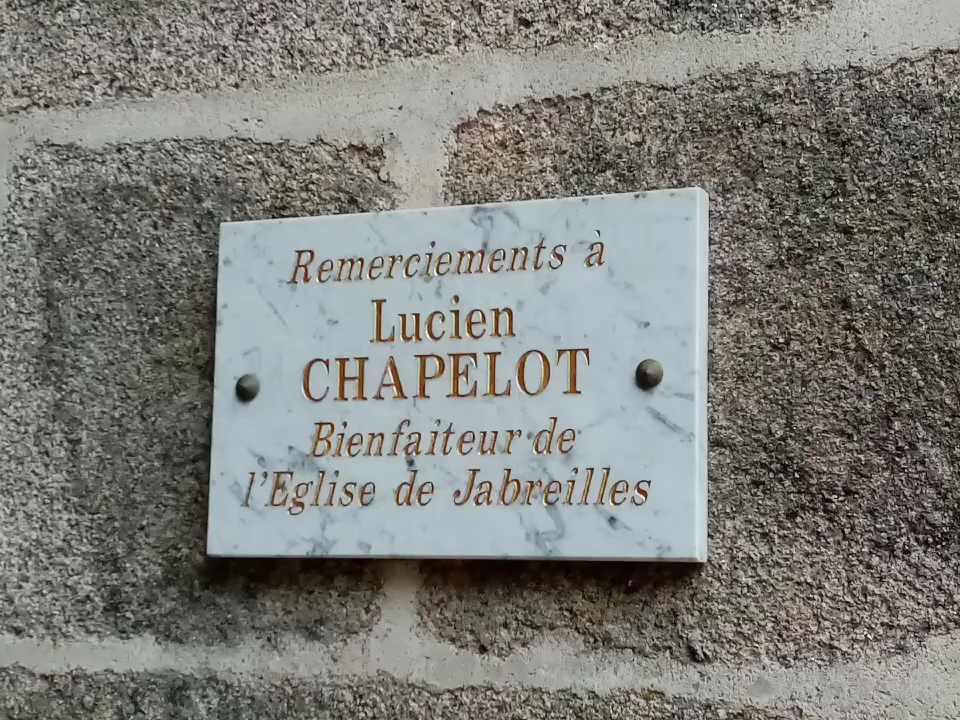 Remerciements à
Lucien
CHAPELOT
Bienfaiteur de
l'Eglise de Jabreilles